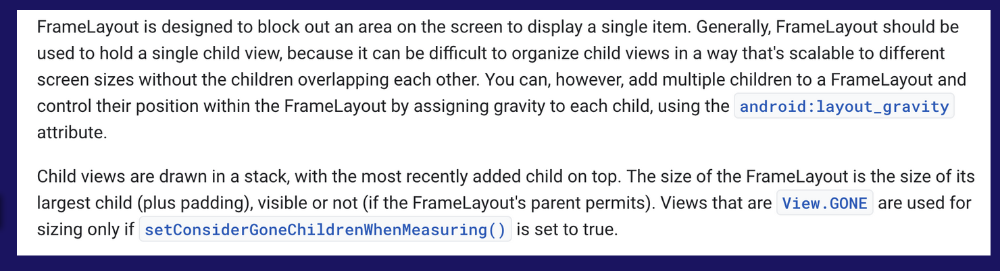 FrameLayout is designed to block out an area on the screen to display a single item. Generally, FrameLayout should be
used to hold a single child view, because it can be difficult to organize child views in a way that's scalable to different
screen sizes without the children overlapping each other. You can, however, add multiple children to a FrameLayout and
control their position within the FrameLayout by assigning gravity to each child, using the android:layout_gravity
attribute.
Child views are drawn in a stack, with the most recently added child on top. The size of the FrameLayout is the size of its
largest child (plus padding), visible or not (if the FrameLayout's parent permits). Views that are View.GONE are used for
sizing only if setConsiderGoneChildrenWhenMeasuring() is set to true.